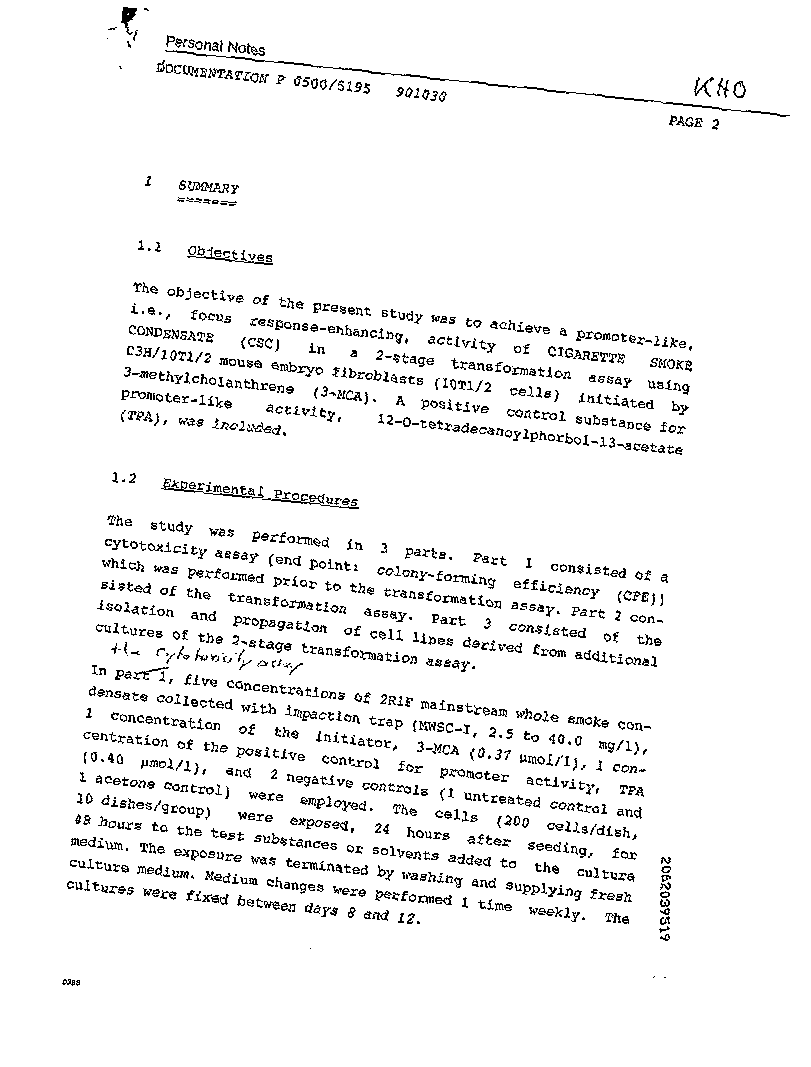 Personal Notes
DOCUMENTATION P 0500/5195 901030
KHO
PAGE 2
1 SUMMARY
=======
1.1 Objectives
The objective of the present study was to achieve a promoter-like,
i.e., focus response-enhancing, activity of CIGARETTE SMOKE
CONDENSATE (CSC) in a 2-stage transformation assay using
C3H/10T1/2 mouse embryo fibroblasts (10T1/2 cells) initiated by
3-methylcholanthrene (3-MCA). A positive control substance for
promoter-like activity, 12-O-tetradecanoylphorbol-13-acetate
(TPA), was included.
1.2 Experimental Procedures
The study was performed in 3 parts. Part 1 consisted of a
cytotoxicity assay (end point: colony-forming efficiency (CFE))
which was performed prior to the transformation assay. Part 2 con-
sisted of the transformation assay. Part 3 consisted of the
isolation and propagation of cell lines derived from additional
cultures of the 2-stage transformation assay.
the Cytotoxicity assay
In part 1, five concentrations of 2R1F mainstream whole smoke con-
densate collected with impaction trap (MWSC-I, 2.5 to 40.0 mg/l),
1 concentration of the initiator, 3-MCA (0.37 µmol/l), 1 con-
centration of the positive control for promoter activity, TPA
(0.40 µmol/l), and 2 negative controls (1 untreated control and
1 acetone control) were employed. The cells (200 cells/dish,
10 dishes/group) were exposed, 24 hours after seeding, for
48 hours to the test substances or solvents added to the culture
medium. The exposure was terminated by washing and supplying fresh
culture medium. Medium changes were performed 1 time weekly. The
cultures were fixed between days 8 and 12.
2062039519
0388